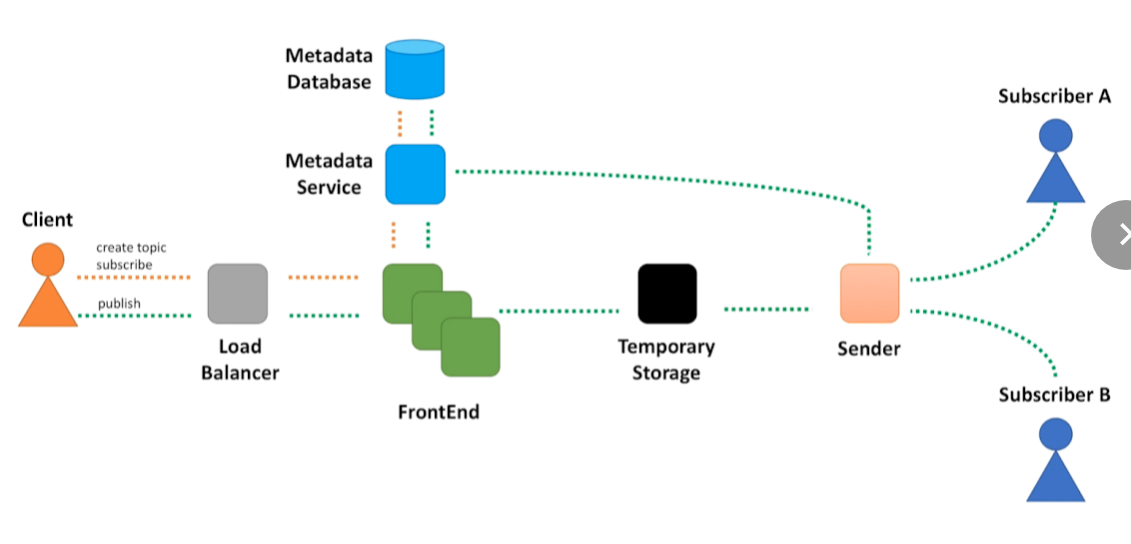 Metadata
Database
Metadata
Service
Subscriber A
Client
create topic
subscribe
publish
Load
Balancer
FrontEnd
Temporary
Storage
Sender
Subscriber B